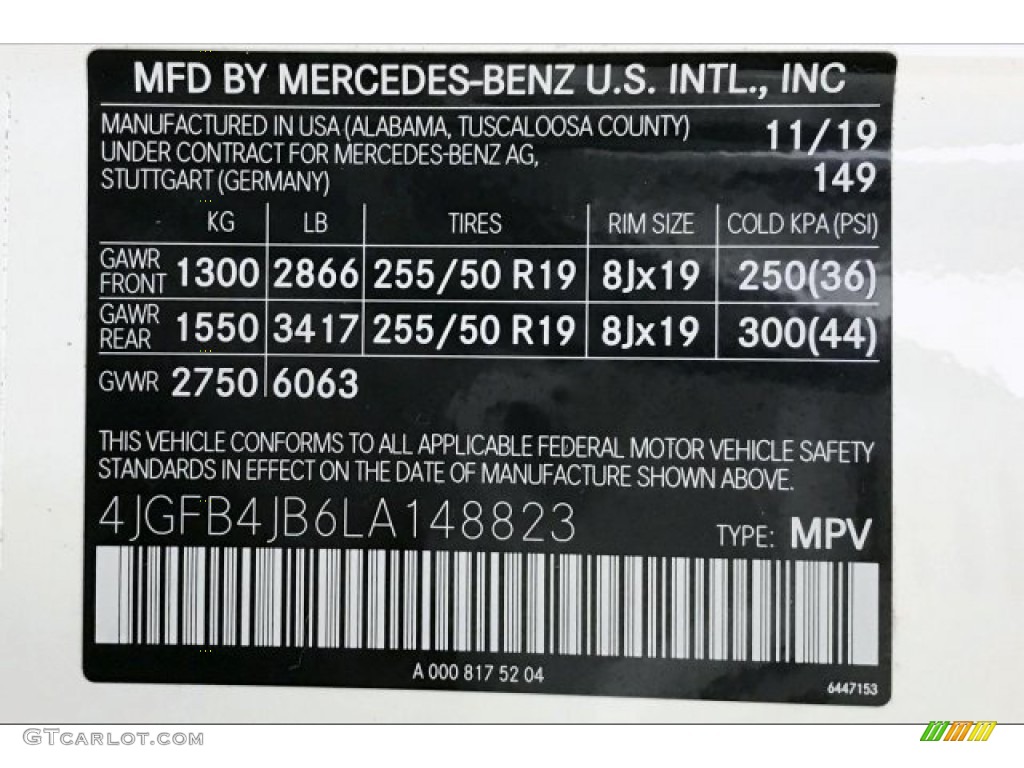 MFD BY MERCEDES-BENZ U.S. INTL., INC
MANUFACTURED IN USA (ALABAMA, TUSCALOOSA COUNTY) 11/19
UNDER CONTRACT FOR MERCEDES-BENZ AG,
STUTTGART (GERMANY) 149
KG LB TIRES RIM SIZE COLD KPA (PSI)
GAWR FRONT 1300 2866 255/50 R19 8Jx19 250(36)
GAWR REAR 1550 3417 255/50 R19 8Jx19 300(44)
GVWR 2750 6063
THIS VEHICLE CONFORMS TO ALL APPLICABLE FEDERAL MOTOR VEHICLE SAFETY
STANDARDS IN EFFECT ON THE DATE OF MANUFACTURE SHOWN ABOVE.
4JGFB4JB6LA148823 TYPE: MPV
A 000 817 52 04
6447153
GTCARLOT.COM